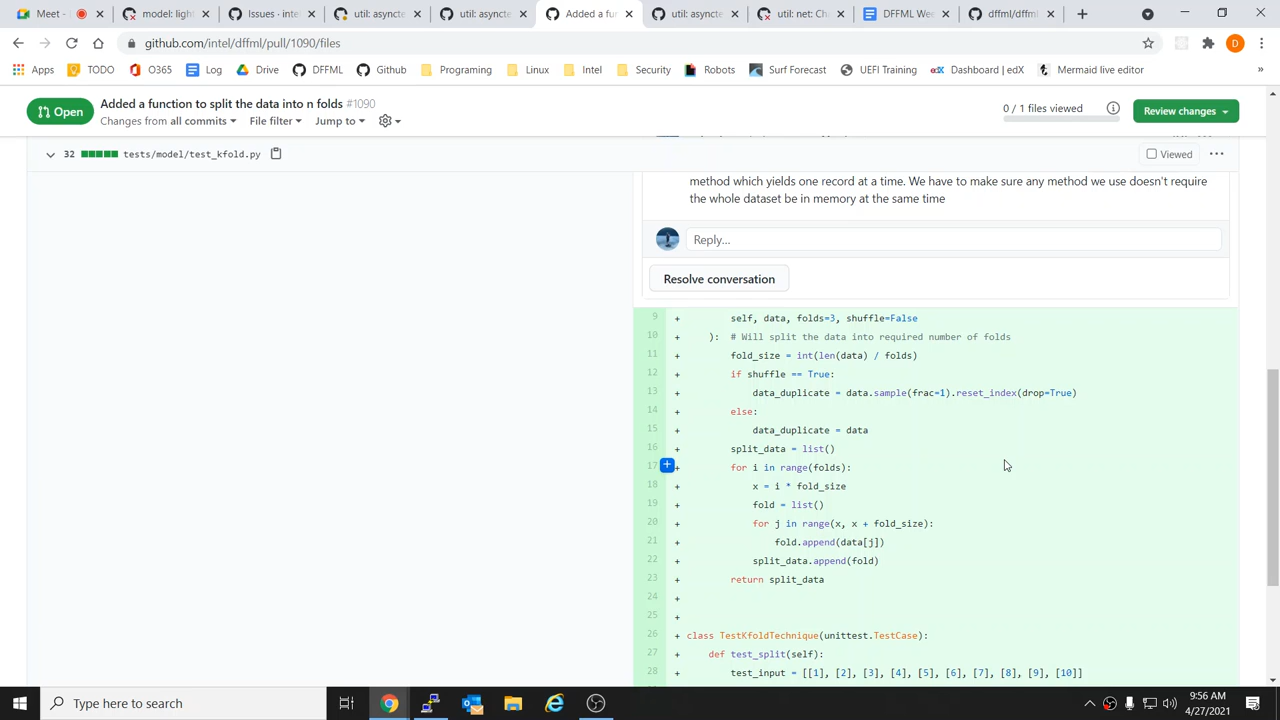 Meet -
model: light
Issues · intel
util: asyncte
util: asyncte
Added a fun
util: asyncte
util: net: Ch
DFFML Wee
dffml/dffml
github.com/intel/dffml/pull/1090/files
D
Apps
TODO
O365
Log
Drive
DFFML
Github
Programing
Linux
Intel
Security
Robots
Surf Forecast
UEFI Training
Dashboard | edX
Mermaid live editor
»
Open
Added a function to split the data into n folds #1090
Changes from all commits
File filter
Jump to
0 / 1 files viewed
Review changes
32 tests/model/test_kfold.py
Viewed
method which yields one record at a time. We have to make sure any method we use doesn't require
the whole dataset be in memory at the same time
Reply...
Resolve conversation
9 + self, data, folds=3, shuffle=False
10 + ): # Will split the data into required number of folds
11 + fold_size = int(len(data) / folds)
12 + if shuffle == True:
13 + data_duplicate = data.sample(frac=1).reset_index(drop=True)
14 + else:
15 + data_duplicate = data
16 + split_data = list()
17 + for i in range(folds):
18 + x = i * fold_size
19 + fold = list()
20 + for j in range(x, x + fold_size):
21 + fold.append(data[j])
22 + split_data.append(fold)
23 + return split_data
24 +
25 +
26 + class TestKfoldTechnique(unittest.TestCase):
27 + def test_split(self):
28 + test_input = [[1], [2], [3], [4], [5], [6], [7], [8], [9], [10]]
Type here to search
9:56 AM
4/27/2021